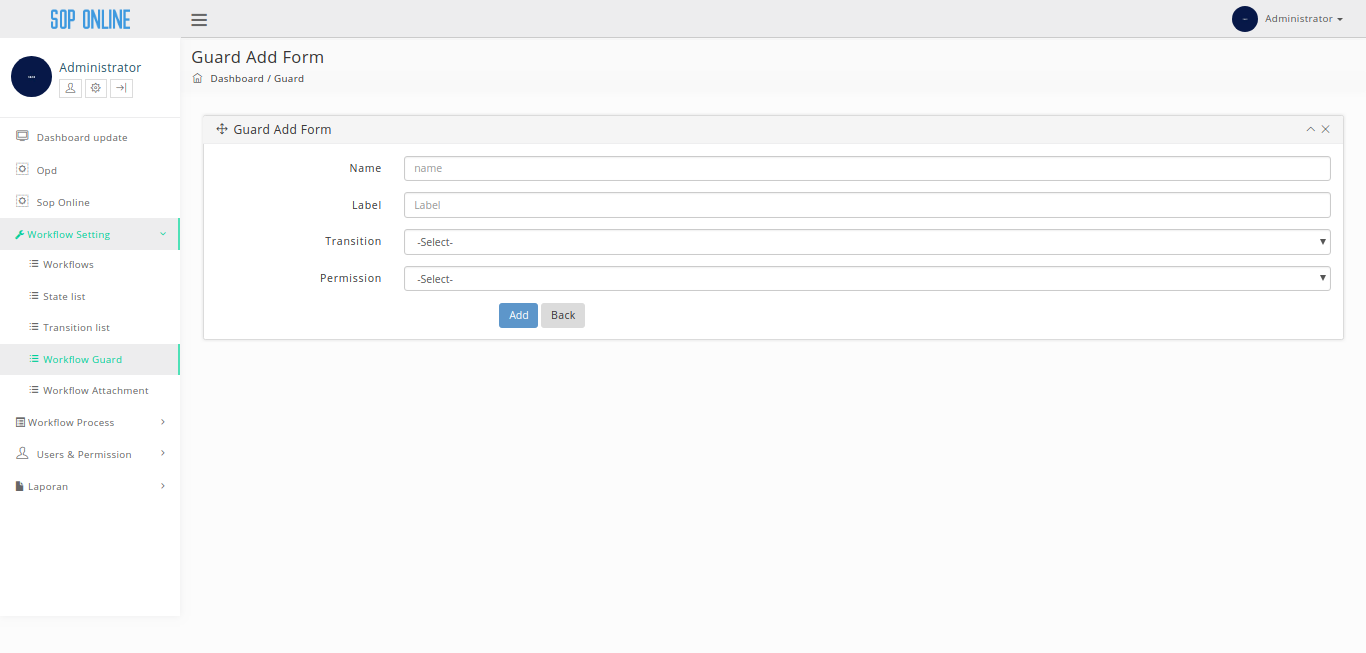 SOP ONLINE
Administrator
Administrator
Guard Add Form
Dashboard / Guard
Dashboard update
Opd
Sop Online
Workflow Setting
Workflows
State list
Transition list
Workflow Guard
Workflow Attachment
Workflow Process
Users & Permission
Laporan
Guard Add Form
Name
name
Label
Label
Transition
-Select-
Permission
-Select-
Add Back